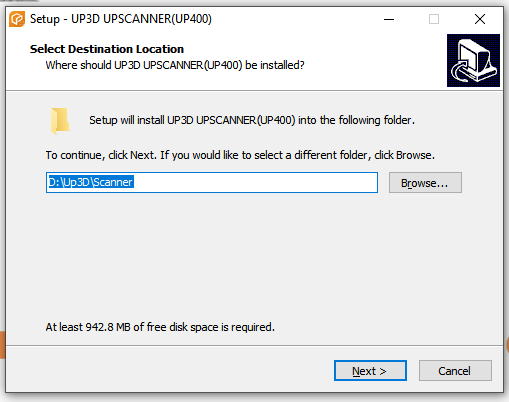 Setup - UP3D UPSCANNER(UP400)
Select Destination Location
Where should UP3D UPSCANNER(UP400) be installed?
Setup will install UP3D UPSCANNER(UP400) into the following folder.
To continue, click Next. If you would like to select a different folder, click Browse.
D:\Up3D\Scanner
Browse...
At least 942.8 MB of free disk space is required.
Next >
Cancel